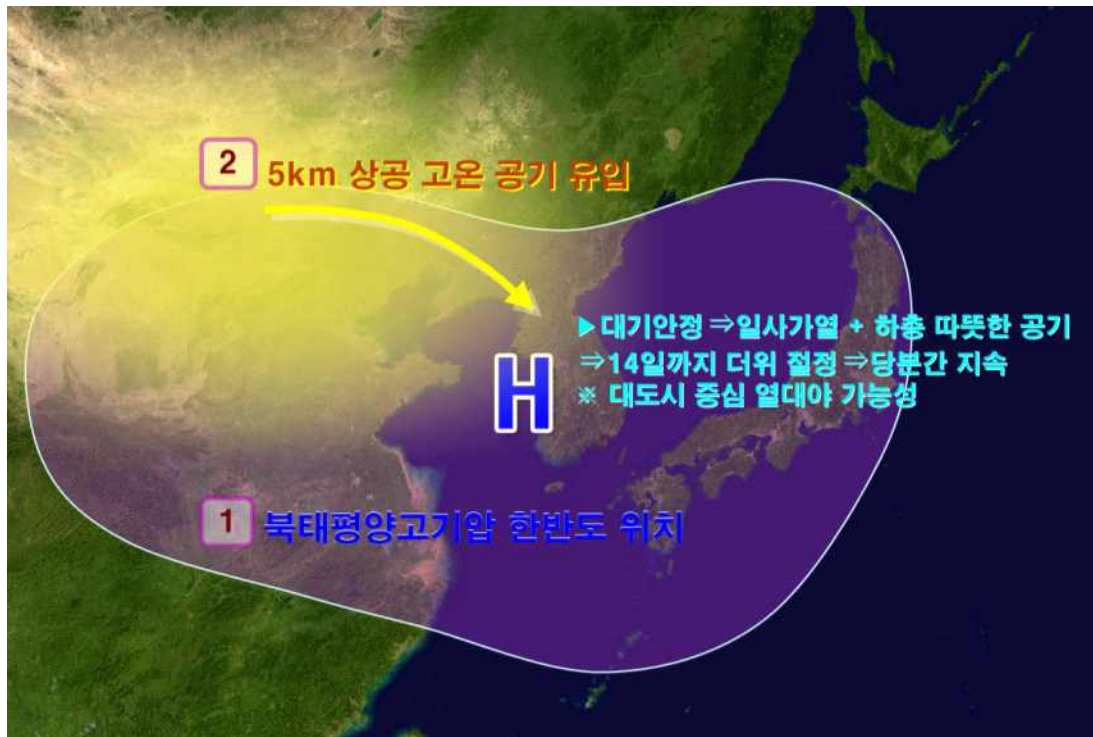 2 5km 상공 고온 공기 유입
▶대기안정⇒일사가열 + 하층 따뜻한 공기
⇒14일까지 더위 절정⇒당분간 지속
※ 대도시 중심 열대야 가능성
H
1 북태평양고기압 한반도 위치